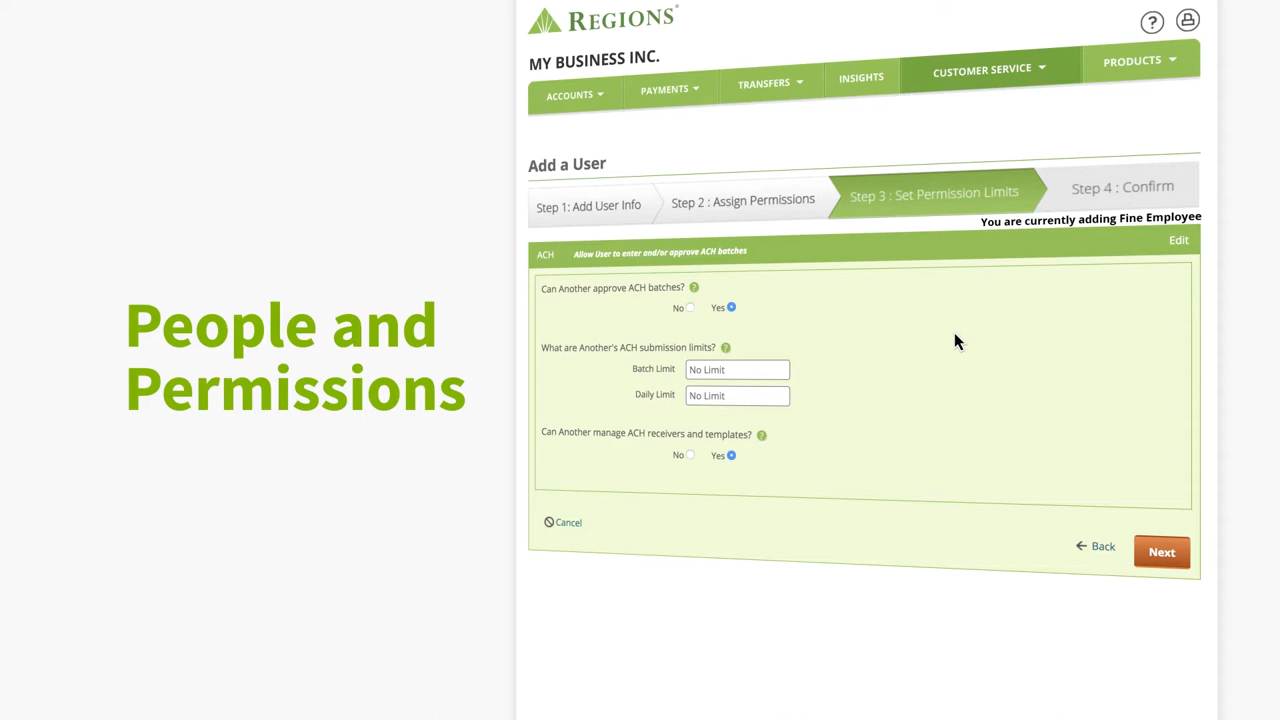 People and
Permissions
REGIONS
MY BUSINESS INC.
ACCOUNTS PAYMENTS TRANSFERS INSIGHTS CUSTOMER SERVICE PRODUCTS
Add a User
Step 1: Add User Info Step 2 : Assign Permissions Step 3 : Set Permission Limits Step 4 : Confirm
You are currently adding Fine Employee
ACH Allow User to enter and/or approve ACH batches Edit
Can Another approve ACH batches? ?
No Yes
What are Another's ACH submission limits? ?
Batch Limit No Limit
Daily Limit No Limit
Can Another manage ACH receivers and templates? ?
No Yes
Cancel
Back Next